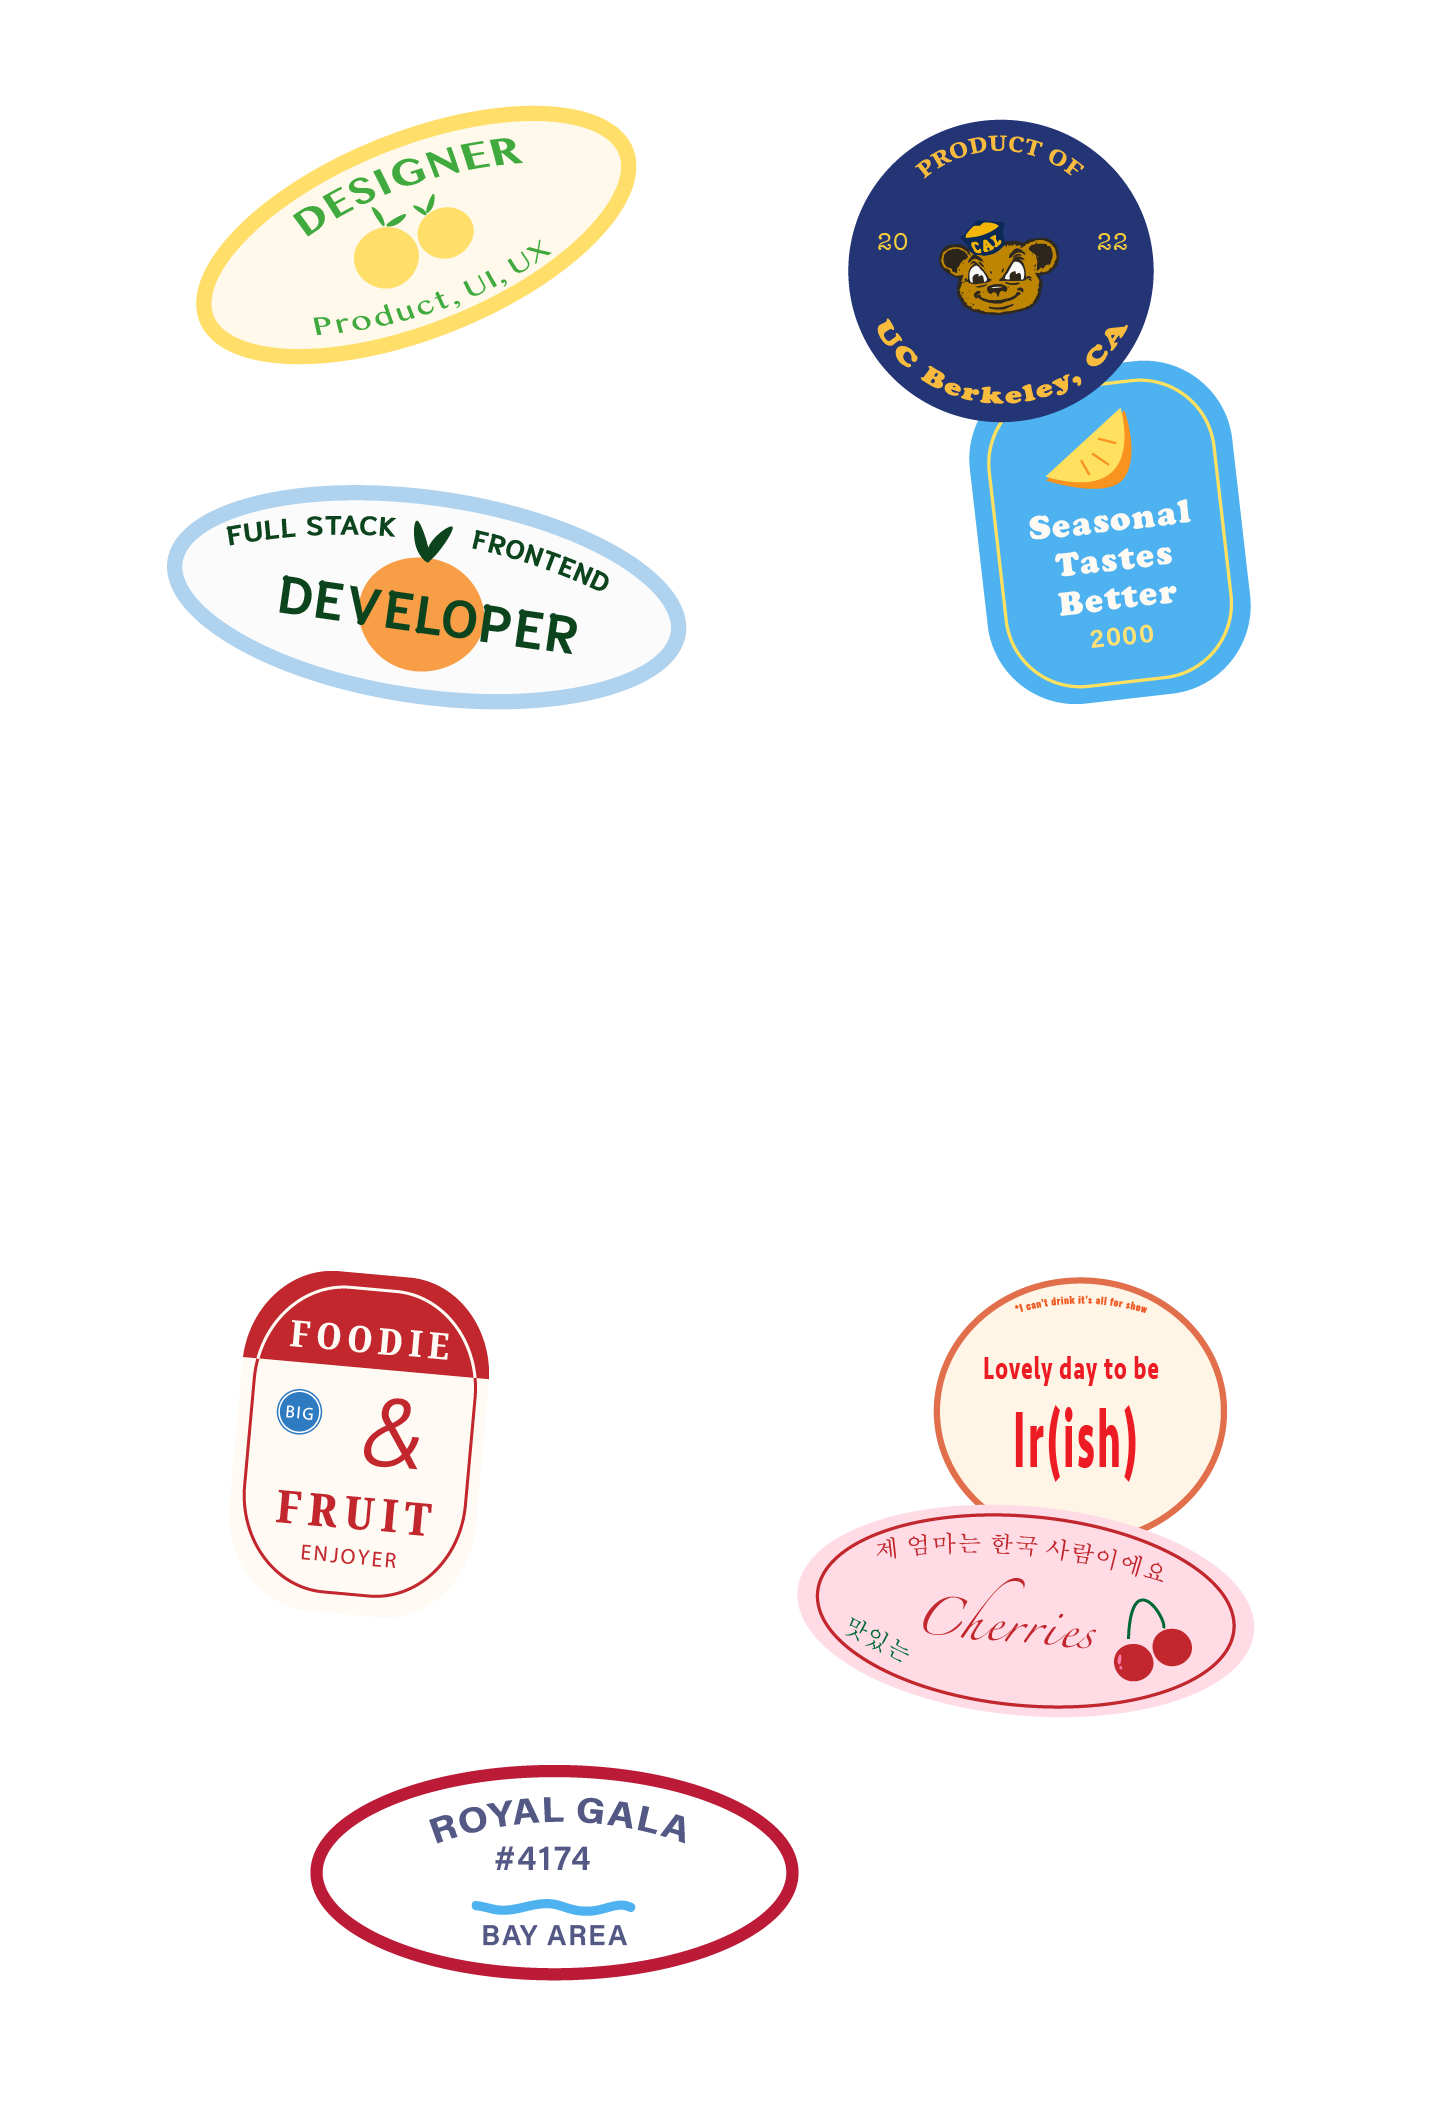 DESIGNER
Product, UI, UX
PRODUCT OF
20
22
CAL
UC Berkeley, CA
FULL STACK
FRONTEND
DEVELOPER
Seasonal
Tastes
Better
2000
FOODIE
BIG
&
FRUIT
ENJOYER
*I can't drink it's all for show
Lovely day to be
Ir(ish)
제 엄마는 한국 사람이에요
Cherries
맛있는
ROYAL GALA
#4174
BAY AREA